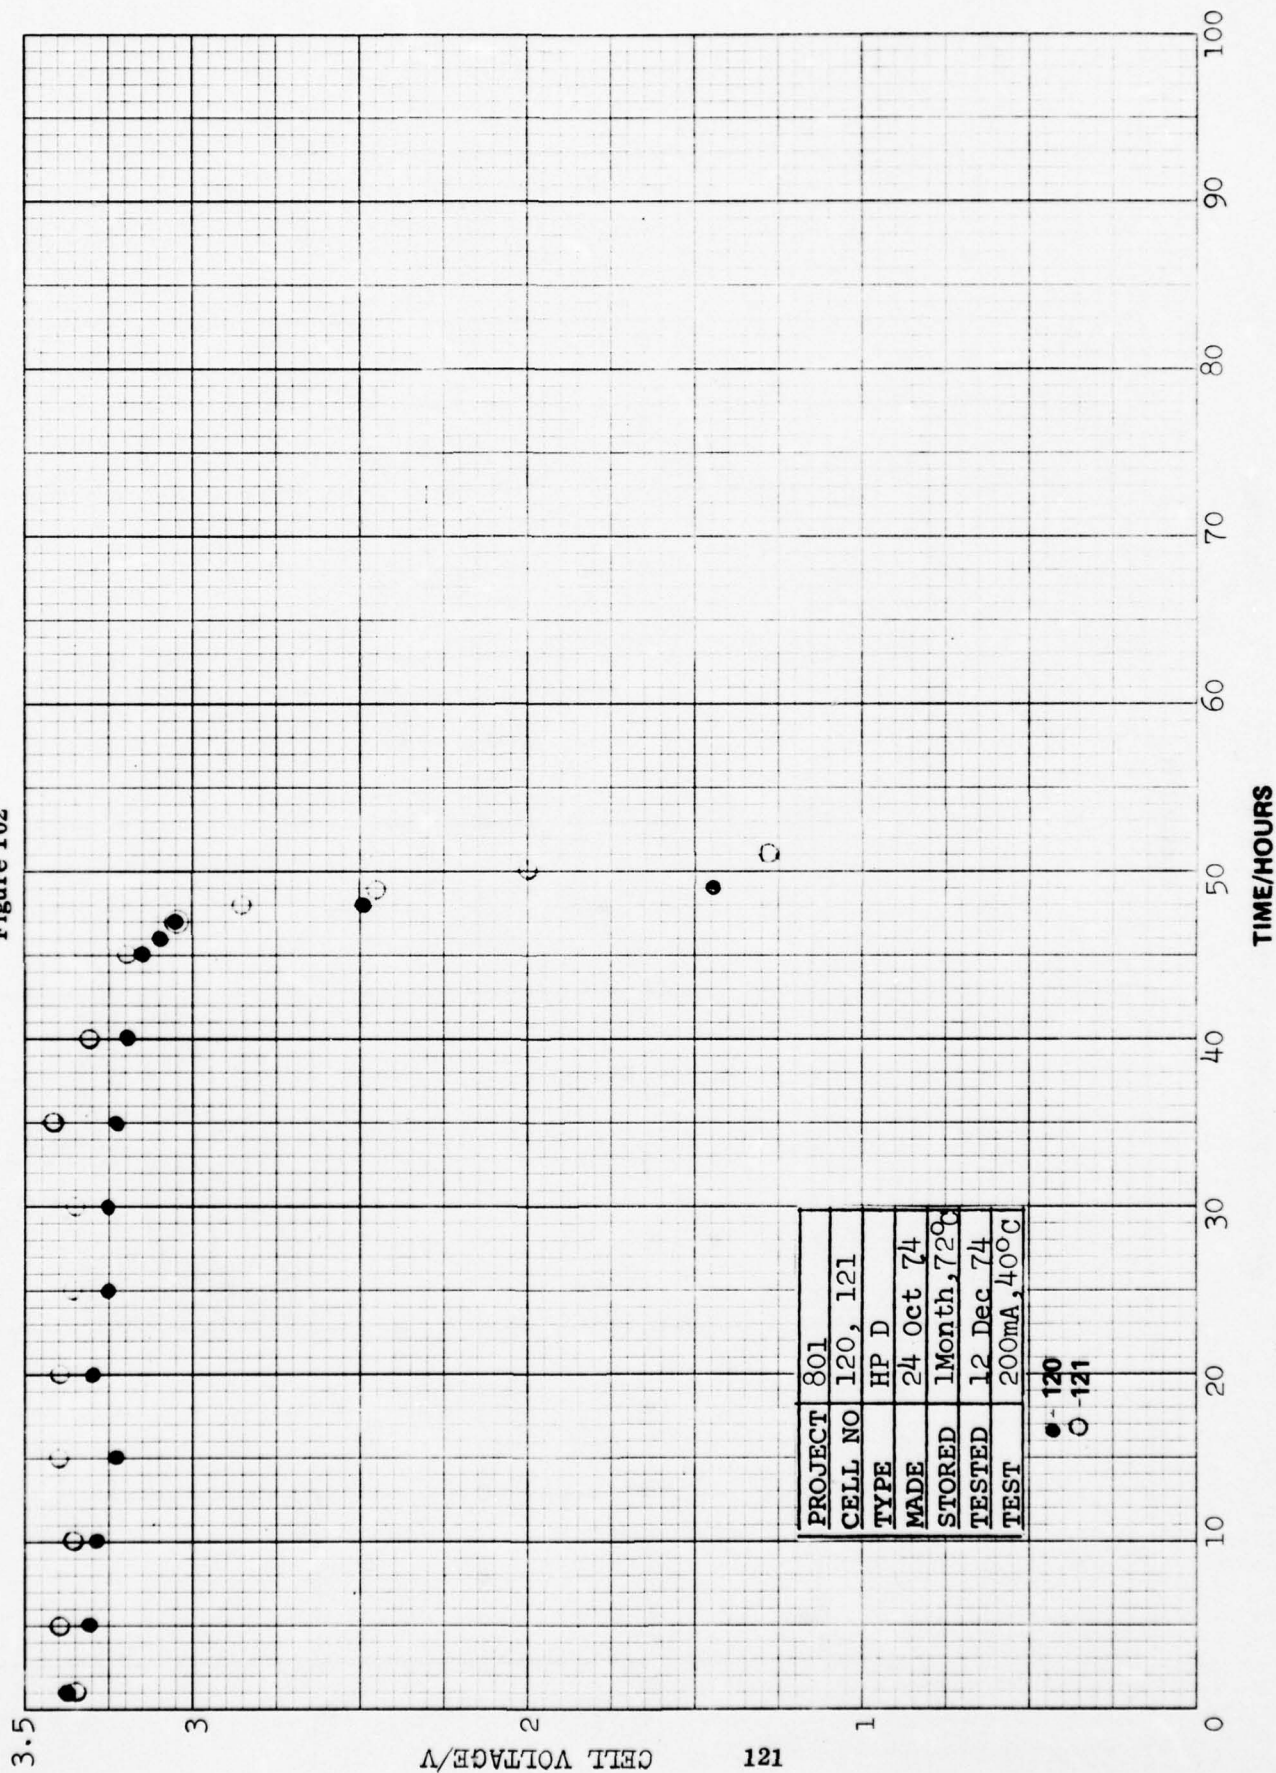 Figure 102
3.5
3
2
1
CELL VOLTAGE/V
0
10
20
30
40
50
60
70
80
90
100
TIME/HOURS
PROJECT 801
CELL NO 120, 121
TYPE HP D
MADE 24 Oct 74
STORED 1Month,72°C
TESTED 12 Dec 74
TEST 200mA,40°C
● - 120
○ -121
121